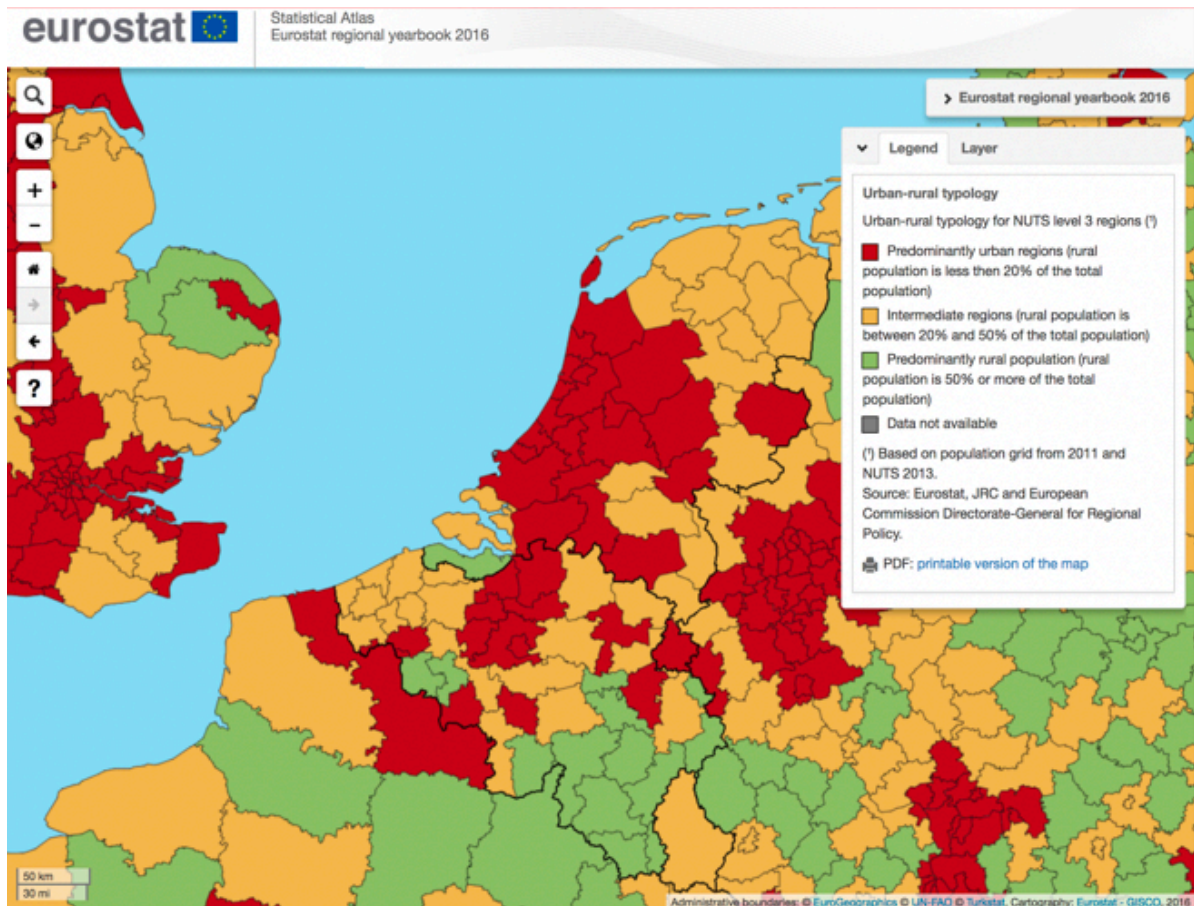 eurostat
Statistical Atlas
Eurostat regional yearbook 2016
Eurostat regional yearbook 2016
Legend Layer
Urban-rural typology
Urban-rural typology for NUTS level 3 regions (¹)
Predominantly urban regions (rural
population is less then 20% of the total
population)
Intermediate regions (rural population is
between 20% and 50% of the total population)
Predominantly rural population (rural
population is 50% or more of the total
population)
Data not available
(¹) Based on population grid from 2011 and
NUTS 2013.
Source: Eurostat, JRC and European
Commission Directorate-General for Regional
Policy.
PDF: printable version of the map
+
−
?
50 km
30 mi
Administrative boundaries: © EuroGeographics © UN-FAO © Turkstat, Cartography: Eurostat - GISCO, 2016